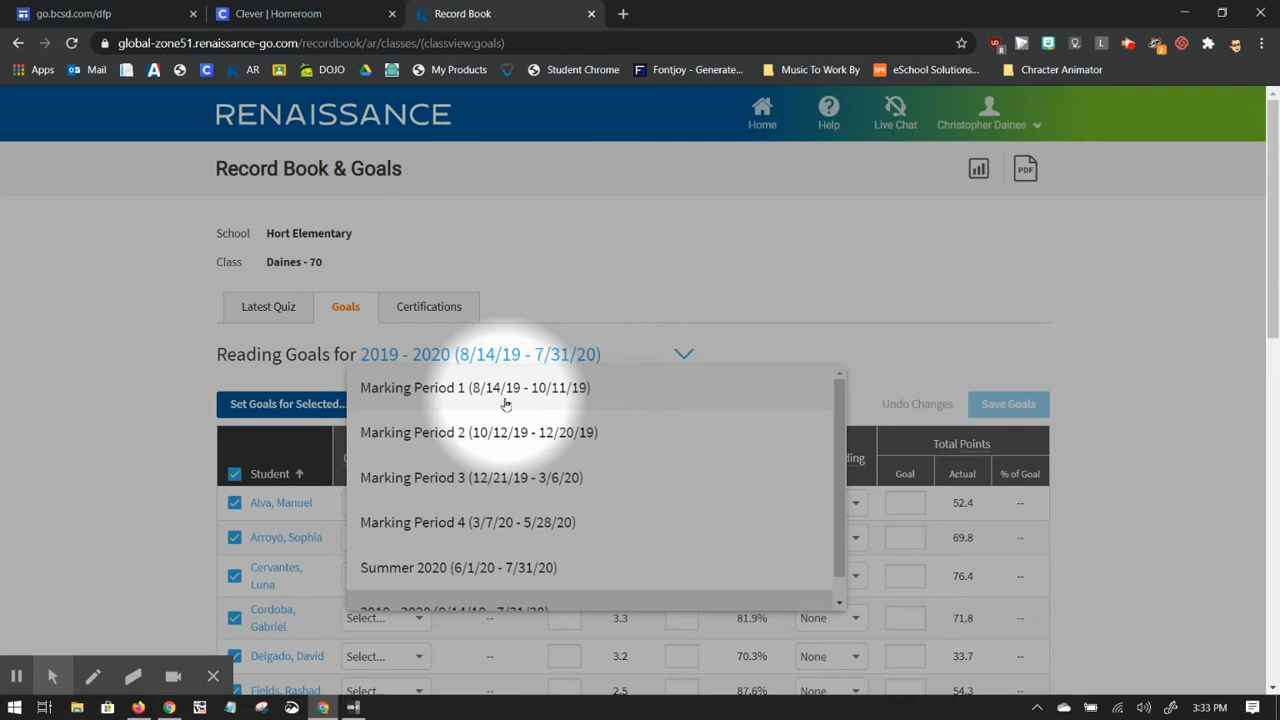 go.bcsd.com/dfp
Clever | Homeroom
Record Book
global-zone51.renaissance-go.com/recordbook/ar/classes/(classview:goals)
Apps
Mail
AR
DOJO
My Products
Student Chrome
Fontjoy - Generate...
Music To Work By
eSchool Solutions...
Chracter Animator
RENAISSANCE
Home
Help
Live Chat
Christopher Daines
Record Book & Goals
PDF
School Hort Elementary
Class Daines - 70
Latest Quiz
Goals
Certifications
Reading Goals for 2019 - 2020 (8/14/19 - 7/31/20)
Marking Period 1 (8/14/19 - 10/11/19)
Marking Period 2 (10/12/19 - 12/20/19)
Marking Period 3 (12/21/19 - 3/6/20)
Marking Period 4 (3/7/20 - 5/28/20)
Summer 2020 (6/1/20 - 7/31/20)
2019 - 2020 (8/14/19 - 7/31/20)
Set Goals for Selected...
Undo Changes
Save Goals
Total Points
Student
Goal
Actual
% of Goal
Alva, Manuel 52.4 --
Arroyo, Sophia 69.8 --
Cervantes, Luna 76.4 --
Cordoba, Gabriel Select... -- 3.3 81.9% None 71.8 --
Delgado, David Select... -- 3.2 70.3% None 33.7 --
Fields, Rashad Select... -- 2.5 87.6% None 54.3 --
3:33 PM